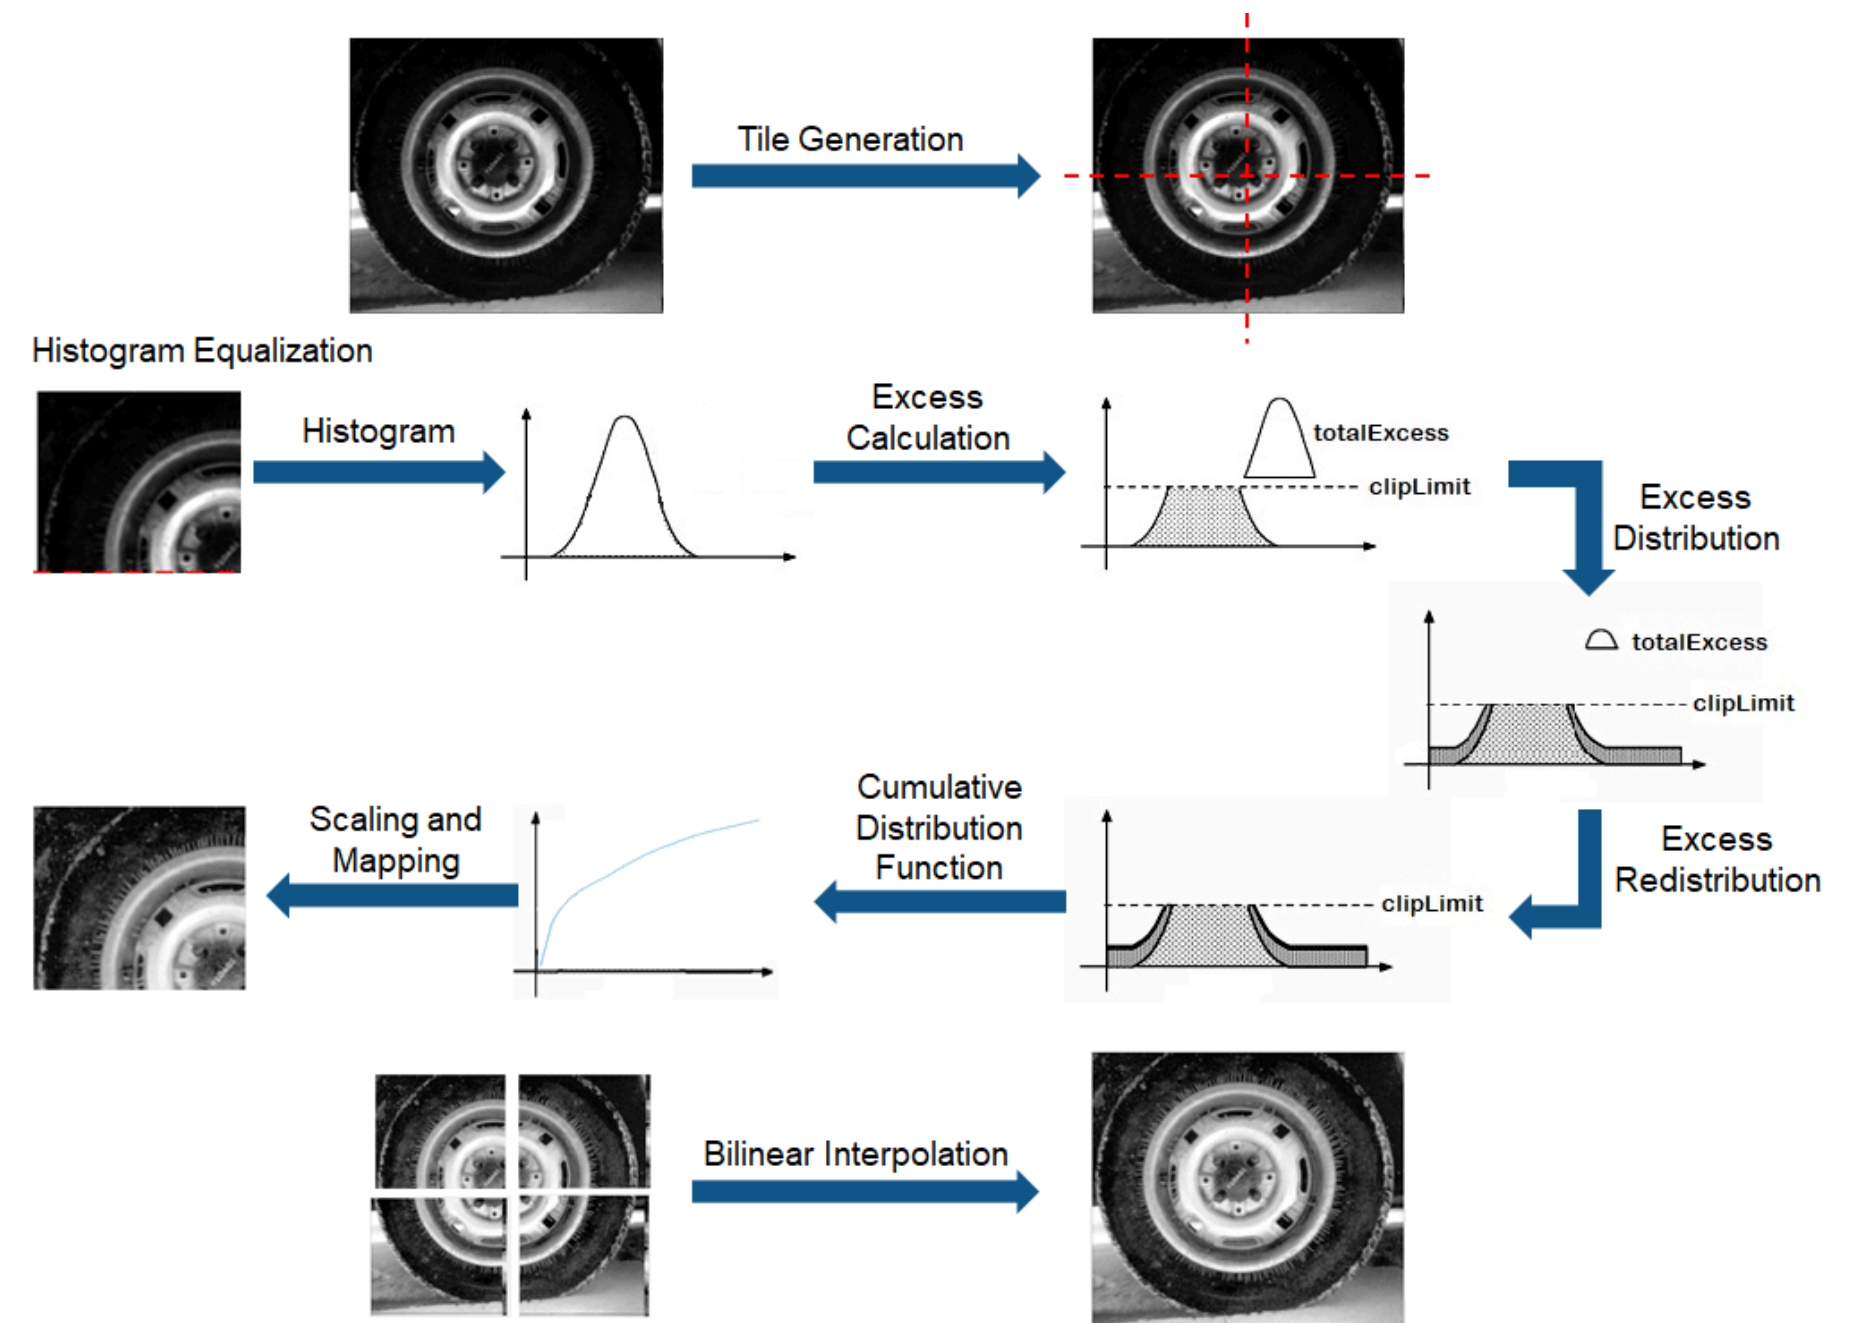 Tile Generation
Histogram Equalization
Histogram
Excess
Calculation
totalExcess
clipLimit
Excess
Distribution
totalExcess
clipLimit
Excess
Redistribution
clipLimit
Cumulative
Distribution
Function
Scaling and
Mapping
Bilinear Interpolation